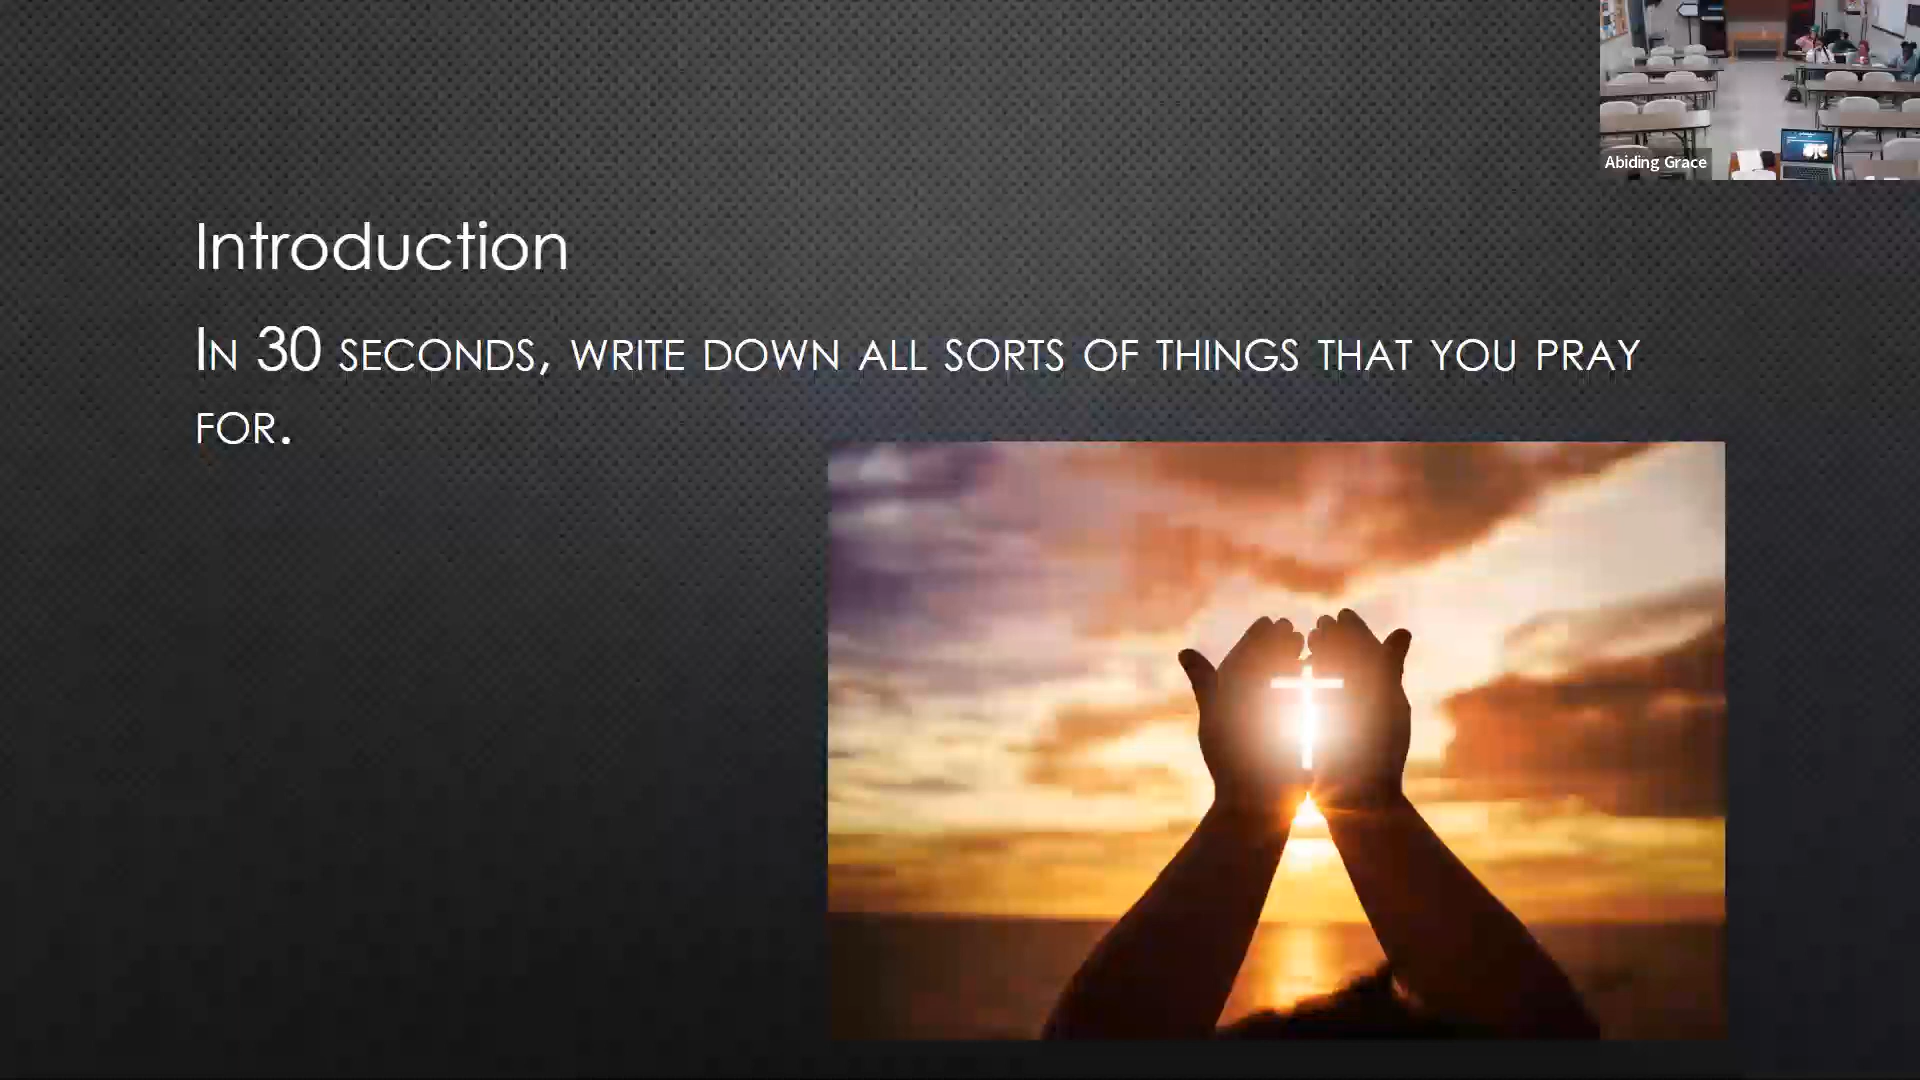 Abiding Grace
Introduction
In 30 seconds, write down all sorts of things that you pray
for.